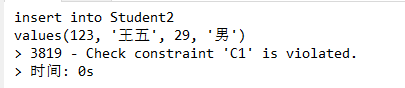 insert into Student2
values(123, '王五', 29, '男')
> 3819 - Check constraint 'C1' is violated.
> 时间: 0s